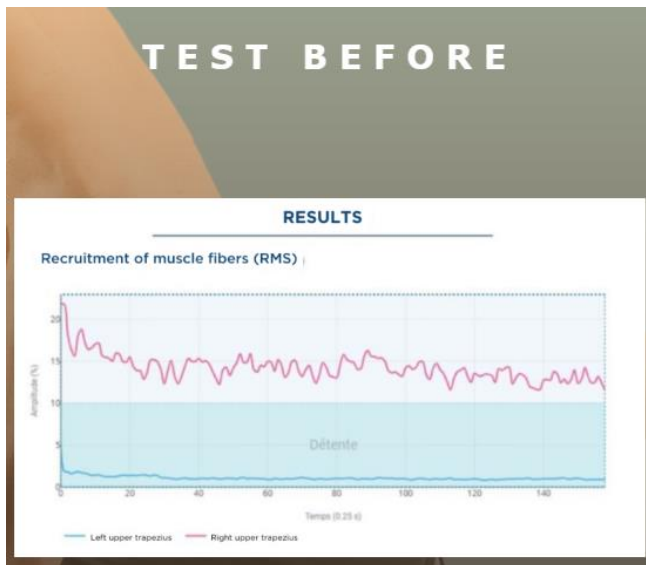 TEST BEFORE
RESULTS
Recruitment of muscle fibers (RMS)
20
15
10
5
0
Amplitude (%)
Détente
0 20 40 60 80 100 120 140
Temps (0.25 s)
Left upper trapezius Right upper trapezius